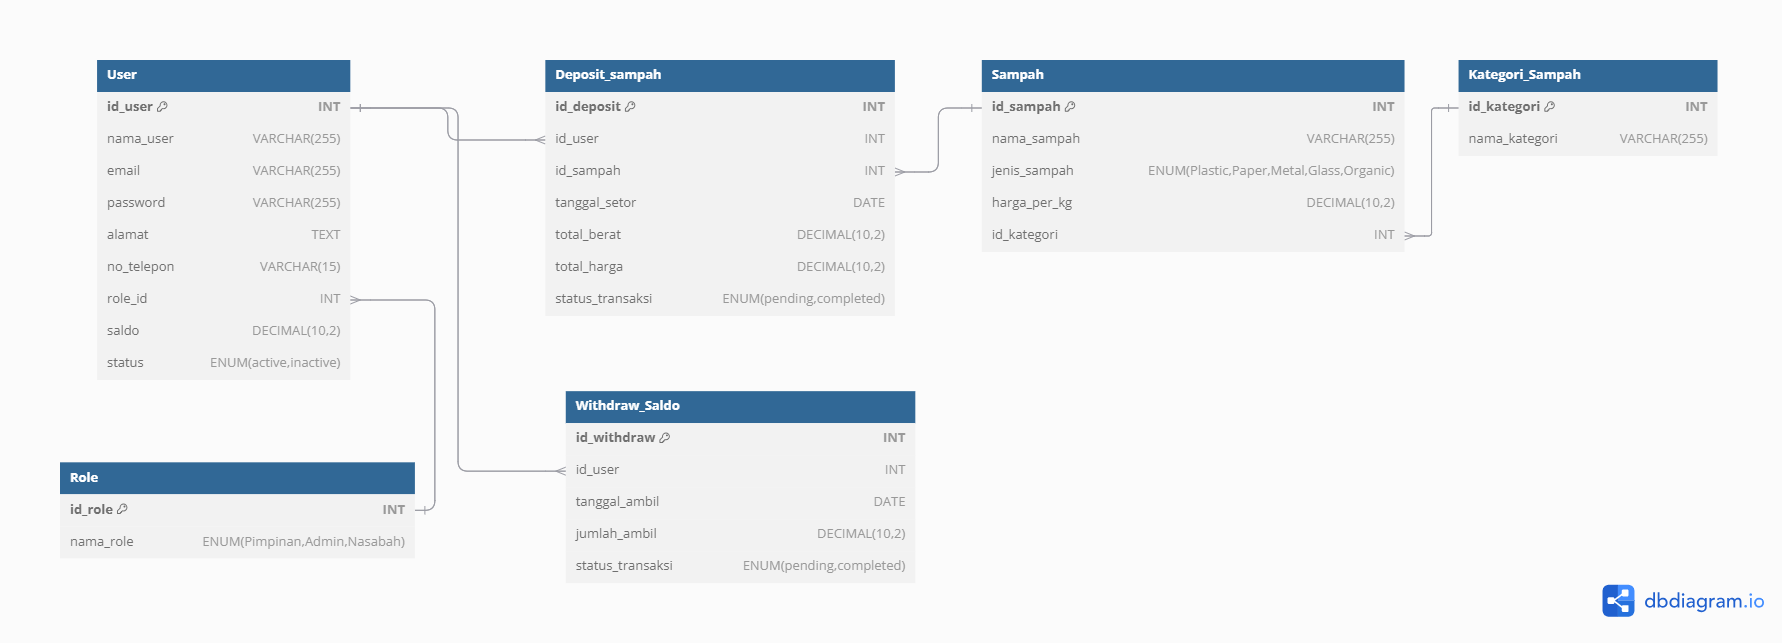 User
id_user INT
nama_user VARCHAR(255)
email VARCHAR(255)
password VARCHAR(255)
alamat TEXT
no_telepon VARCHAR(15)
role_id INT
saldo DECIMAL(10,2)
status ENUM(active,inactive)
Deposit_sampah
id_deposit INT
id_user INT
id_sampah INT
tanggal_setor DATE
total_berat DECIMAL(10,2)
total_harga DECIMAL(10,2)
status_transaksi ENUM(pending,completed)
Sampah
id_sampah INT
nama_sampah VARCHAR(255)
jenis_sampah ENUM(Plastic,Paper,Metal,Glass,Organic)
harga_per_kg DECIMAL(10,2)
id_kategori INT
Kategori_Sampah
id_kategori INT
nama_kategori VARCHAR(255)
Role
id_role INT
nama_role ENUM(Pimpinan,Admin,Nasabah)
Withdraw_Saldo
id_withdraw INT
id_user INT
tanggal_ambil DATE
jumlah_ambil DECIMAL(10,2)
status_transaksi ENUM(pending,completed)
dbdiagram.io